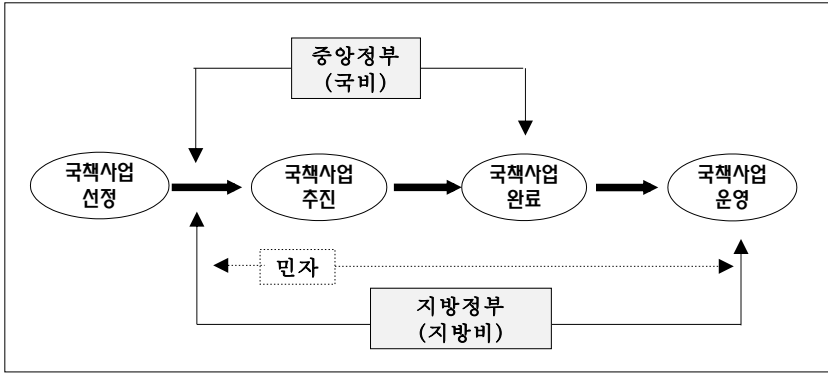 중앙정부
(국비)
국책사업
선정
국책사업
추진
국책사업
완료
국책사업
운영
민자
지방정부
(지방비)